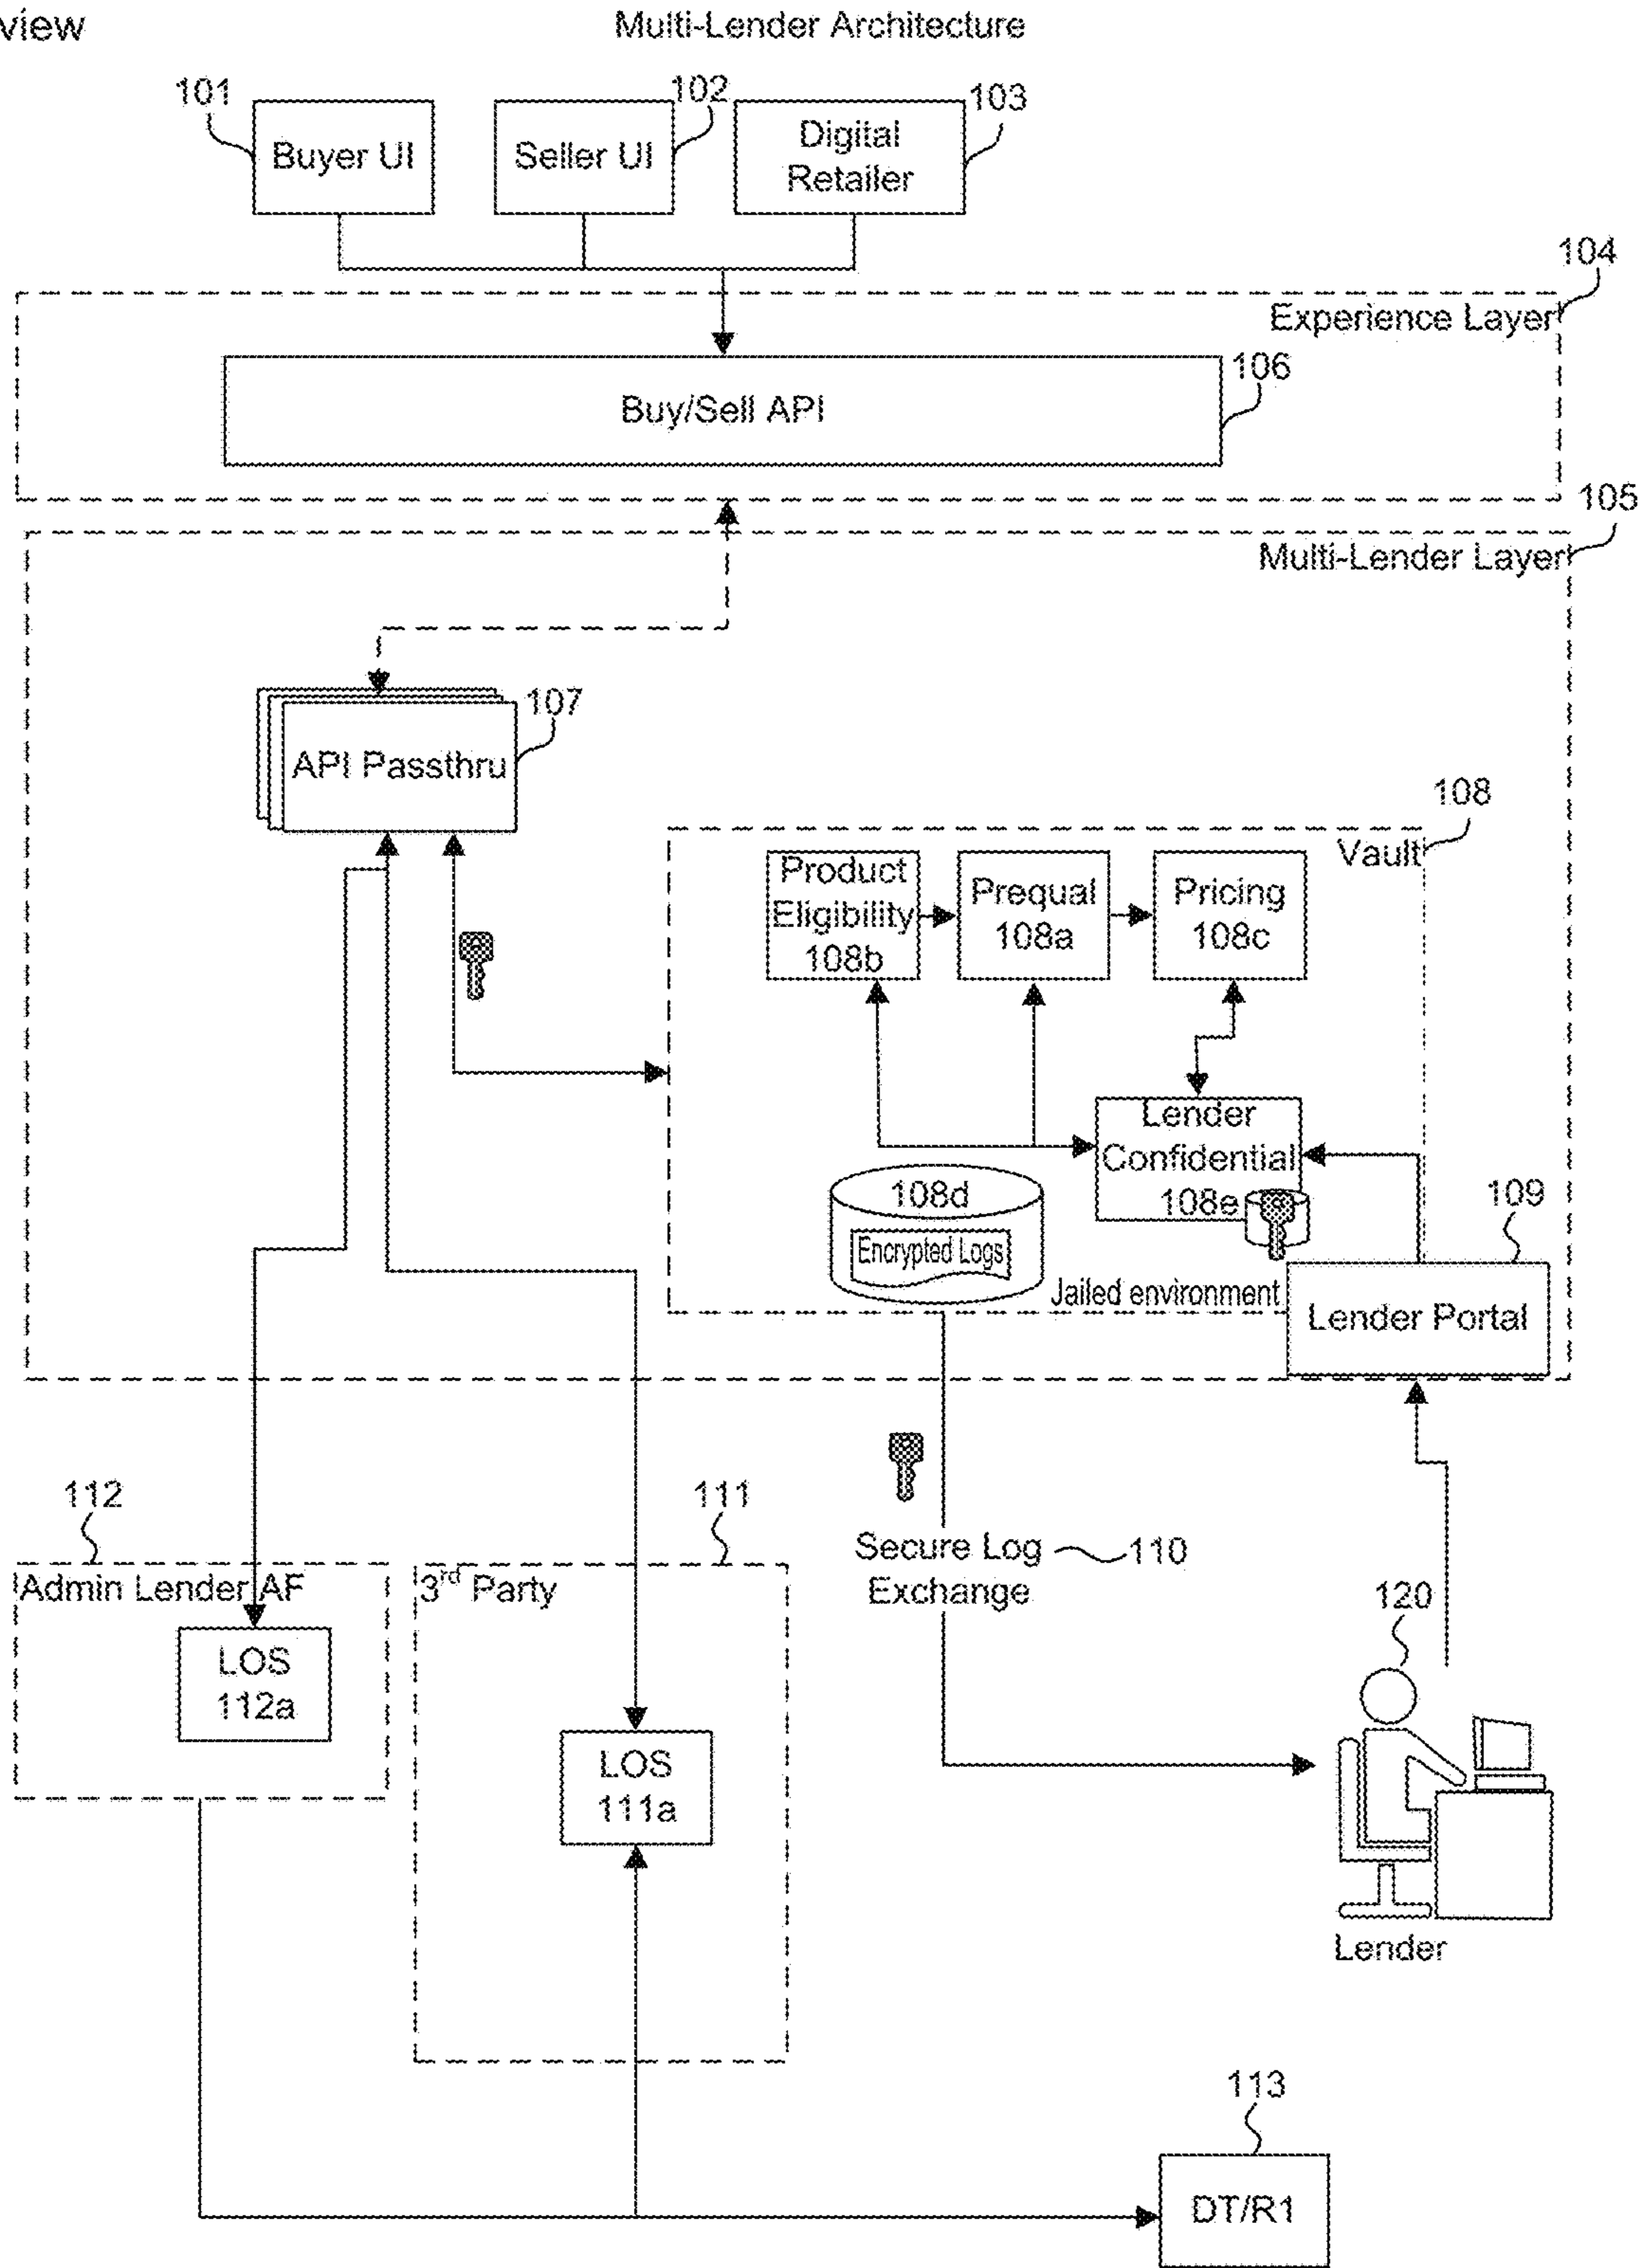 view
Multi-Lender Architecture
101
102
103
Buyer UI
Seller UI
Digital
Retailer
104
Experience Layer
106
Buy/Sell API
105
Multi-Lender Layer
107
API Passthru
108
Vault
Product
Eligibility
108b
Prequal
108a
Pricing
108c
Lender
Confidential
108e
108d
Encrypted Logs
Jailed environment
109
Lender Portal
112
111
Secure Log
Exchange
110
Admin Lender AF
3rd Party
120
LOS
112a
LOS
111a
Lender
113
DT/R1